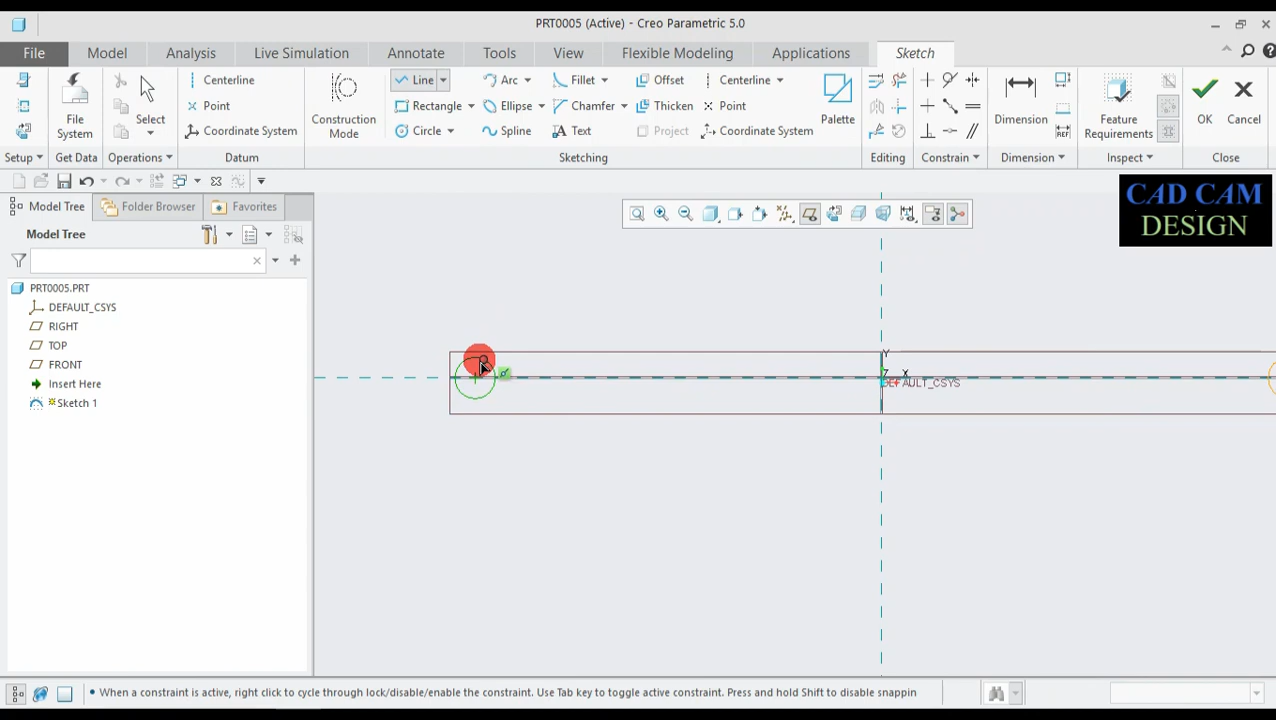 PRT0005 (Active) - Creo Parametric 5.0
File Model Analysis Live Simulation Annotate Tools View Flexible Modeling Applications Sketch
Centerline Line Arc Fillet Offset Centerline
Point Rectangle Ellipse Chamfer Thicken Point
Coordinate System Circle Spline Text Project Coordinate System
File System
Select
Construction Mode
Palette
Dimension
REF
Feature Requirements
OK
Cancel
Setup Get Data Operations Datum Sketching Editing Constrain Dimension Inspect Close
Model Tree Folder Browser Favorites
Model Tree
PRT0005.PRT
DEFAULT_CSYS
RIGHT
TOP
FRONT
Insert Here
Sketch 1
CAD CAM
DESIGN
Y
Z X
• When a constraint is active, right click to cycle through lock/disable/enable the constraint. Use Tab key to toggle active constraint. Press and hold Shift to disable snappin